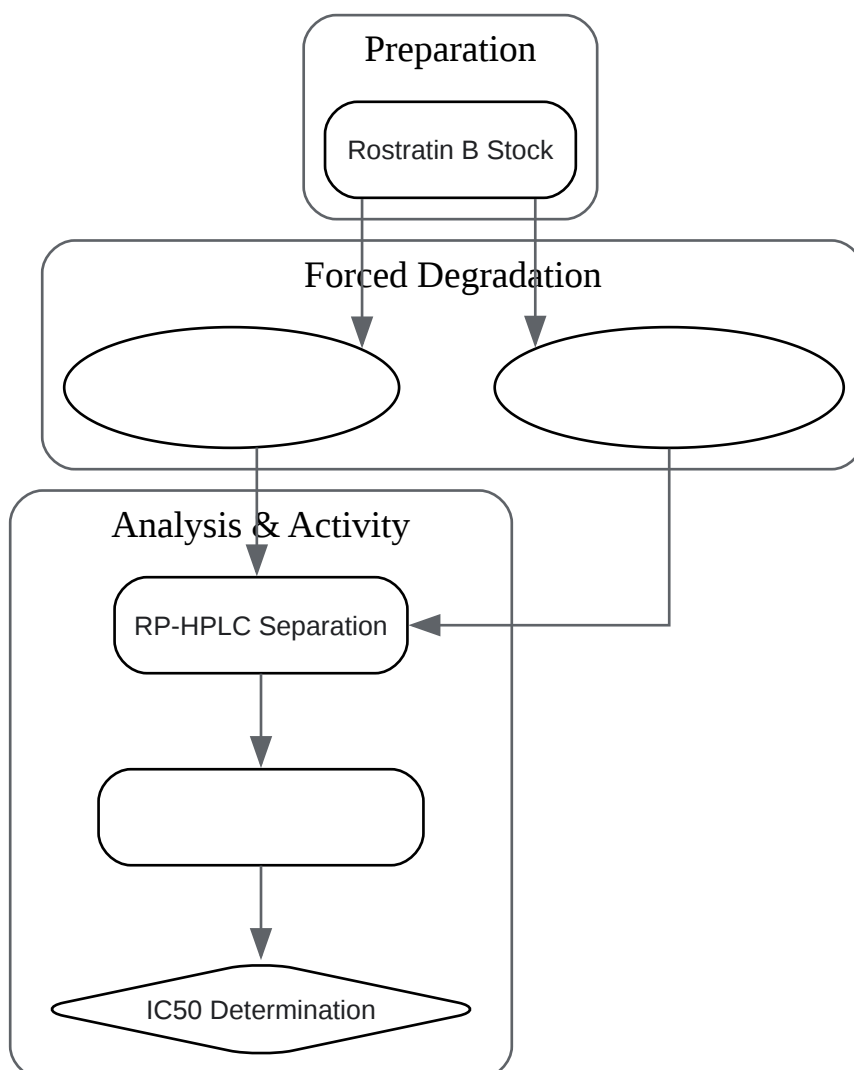 Preparation
Rostratin B Stock
Forced Degradation
Analysis & Activity
RP-HPLC Separation
IC50 Determination